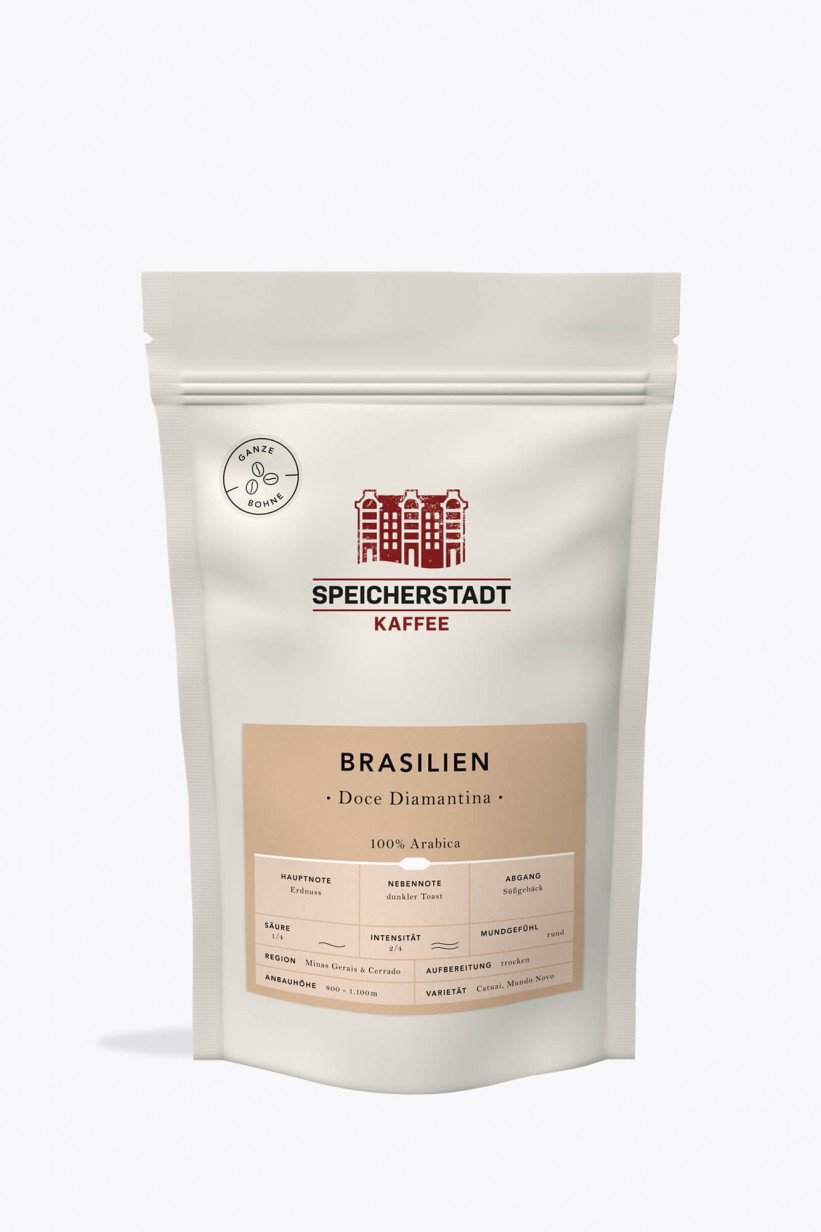 GANZE
BOHNE
SPEICHERSTADT
KAFFEE
BRASILIEN
· Doce Diamantina ·
100% Arabica
HAUPTNOTE
Erdnuss
NEBENNOTE
dunkler Toast
ABGANG
Süßgebäck
SÄURE
1/4
INTENSITÄT
2/4
MUNDGEFÜHL rund
REGION Minas Gerais & Cerrado
AUFBEREITUNG trocken
ANBAUHÖHE 800 - 1.100m
VARIETÄT Catuai, Mundo Novo